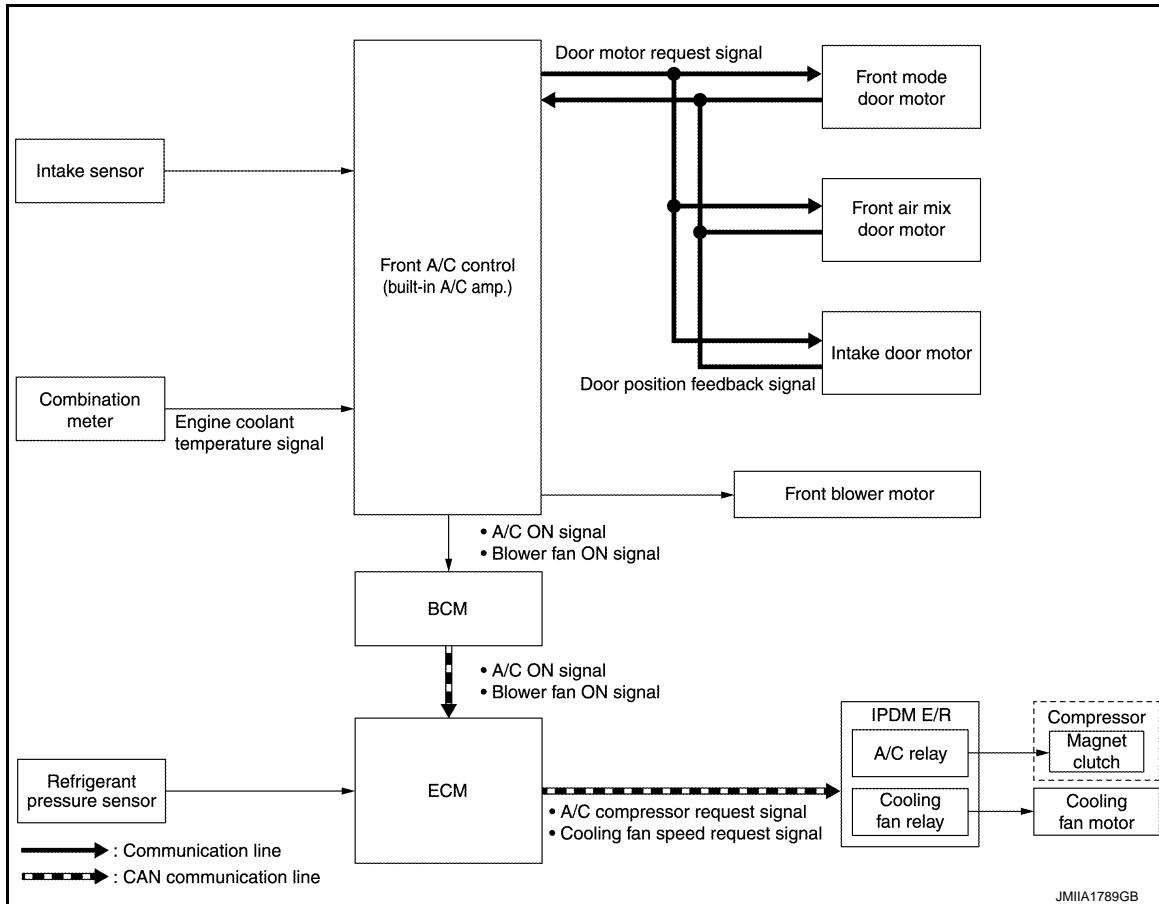 Door motor request signal
Front mode
door motor
Intake sensor
Front air mix
door motor
Front A/C control
(built-in A/C amp.)
Intake door motor
Door position feedback signal
Combination
meter
Engine coolant
temperature signal
Front blower motor
• A/C ON signal
• Blower fan ON signal
BCM
• A/C ON signal
• Blower fan ON signal
IPDM E/R
Compressor
A/C relay
Magnet
clutch
Refrigerant
pressure sensor
ECM
• A/C compressor request signal
• Cooling fan speed request signal
Cooling
fan relay
Cooling
fan motor
: Communication line
: CAN communication line
JMIIA1789GB